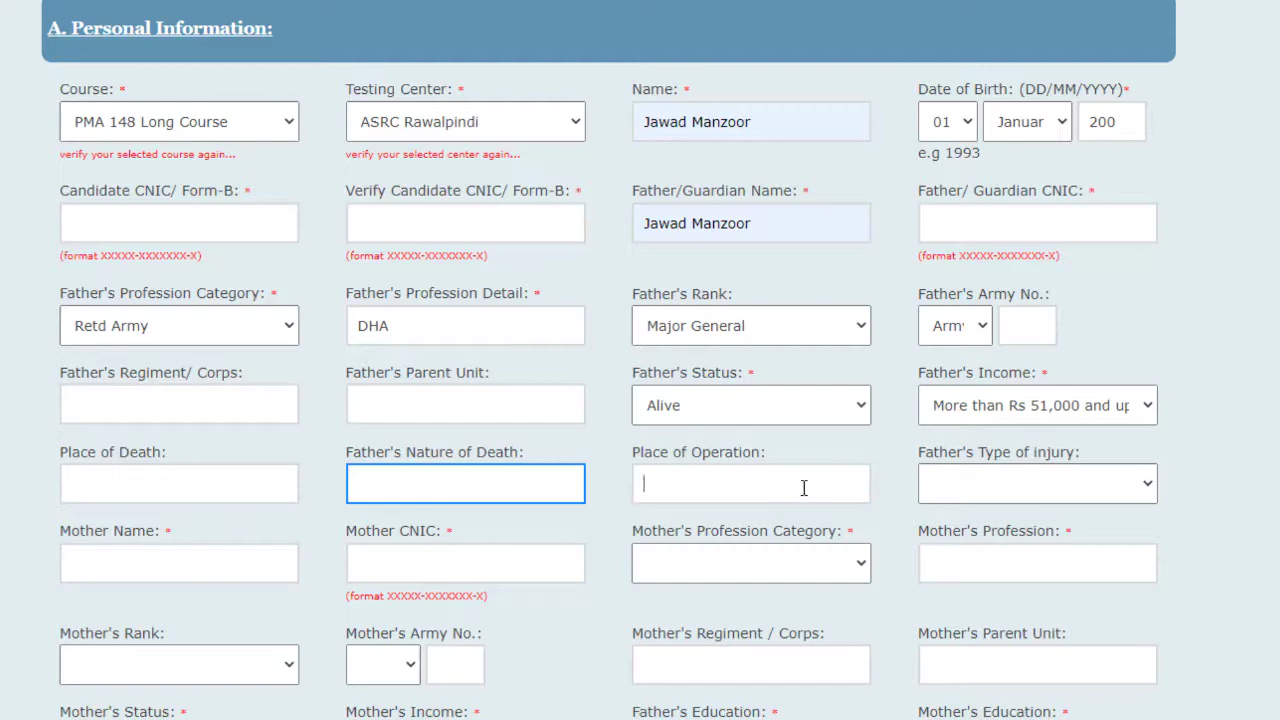 A. Personal Information:
Course: * Testing Center: * Name: * Date of Birth: (DD/MM/YYYY)*
PMA 148 Long Course ASRC Rawalpindi Jawad Manzoor 01 Januar 200
verify your selected course again... verify your selected center again... e.g 1993
Candidate CNIC/ Form-B: * Verify Candidate CNIC/ Form-B: * Father/Guardian Name: * Father/ Guardian CNIC: *
Jawad Manzoor
(format XXXXX-XXXXXXX-X) (format XXXXX-XXXXXXX-X) (format XXXXX-XXXXXXX-X)
Father's Profession Category: * Father's Profession Detail: * Father's Rank: Father's Army No.:
Retd Army DHA Major General Army
Father's Regiment/ Corps: Father's Parent Unit: Father's Status: * Father's Income: *
Alive More than Rs 51,000 and up
Place of Death: Father's Nature of Death: Place of Operation: Father's Type of injury:
Mother Name: * Mother CNIC: * Mother's Profession Category: * Mother's Profession: *
(format XXXXX-XXXXXXX-X)
Mother's Rank: Mother's Army No.: Mother's Regiment / Corps: Mother's Parent Unit:
Mother's Status: * Mother's Income: * Father's Education: * Mother's Education: *